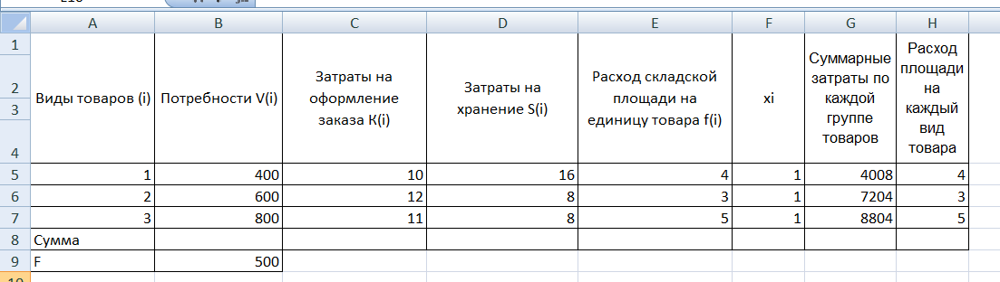 A B C D E F G H
1 2 3 4
Виды товаров (i)
Потребности V(i)
Затраты на
оформление
заказа K(i)
Затраты на
хранение S(i)
Расход складской
площади на
единицу товара f(i)
xi
Суммарные
затраты по
каждой
группе
товаров
Расход
площади
на
каждый
вид
товара
5 1 400 10 16 4 1 4008 4
6 2 600 12 8 3 1 7204 3
7 3 800 11 8 5 1 8804 5
8 Сумма
9 F 500